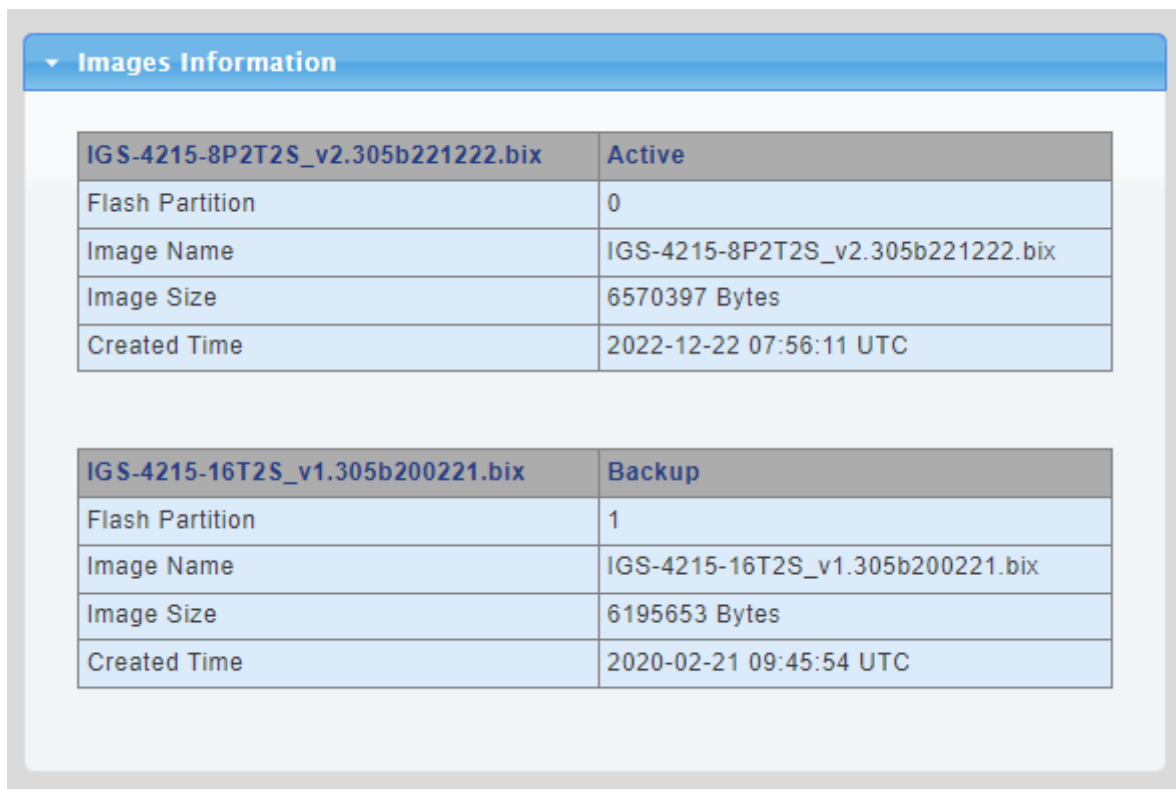 Images Information
IGS-4215-8P2T2S_v2.305b221222.bix Active
Flash Partition 0
Image Name IGS-4215-8P2T2S_v2.305b221222.bix
Image Size 6570397 Bytes
Created Time 2022-12-22 07:56:11 UTC
IGS-4215-16T2S_v1.305b200221.bix Backup
Flash Partition 1
Image Name IGS-4215-16T2S_v1.305b200221.bix
Image Size 6195653 Bytes
Created Time 2020-02-21 09:45:54 UTC